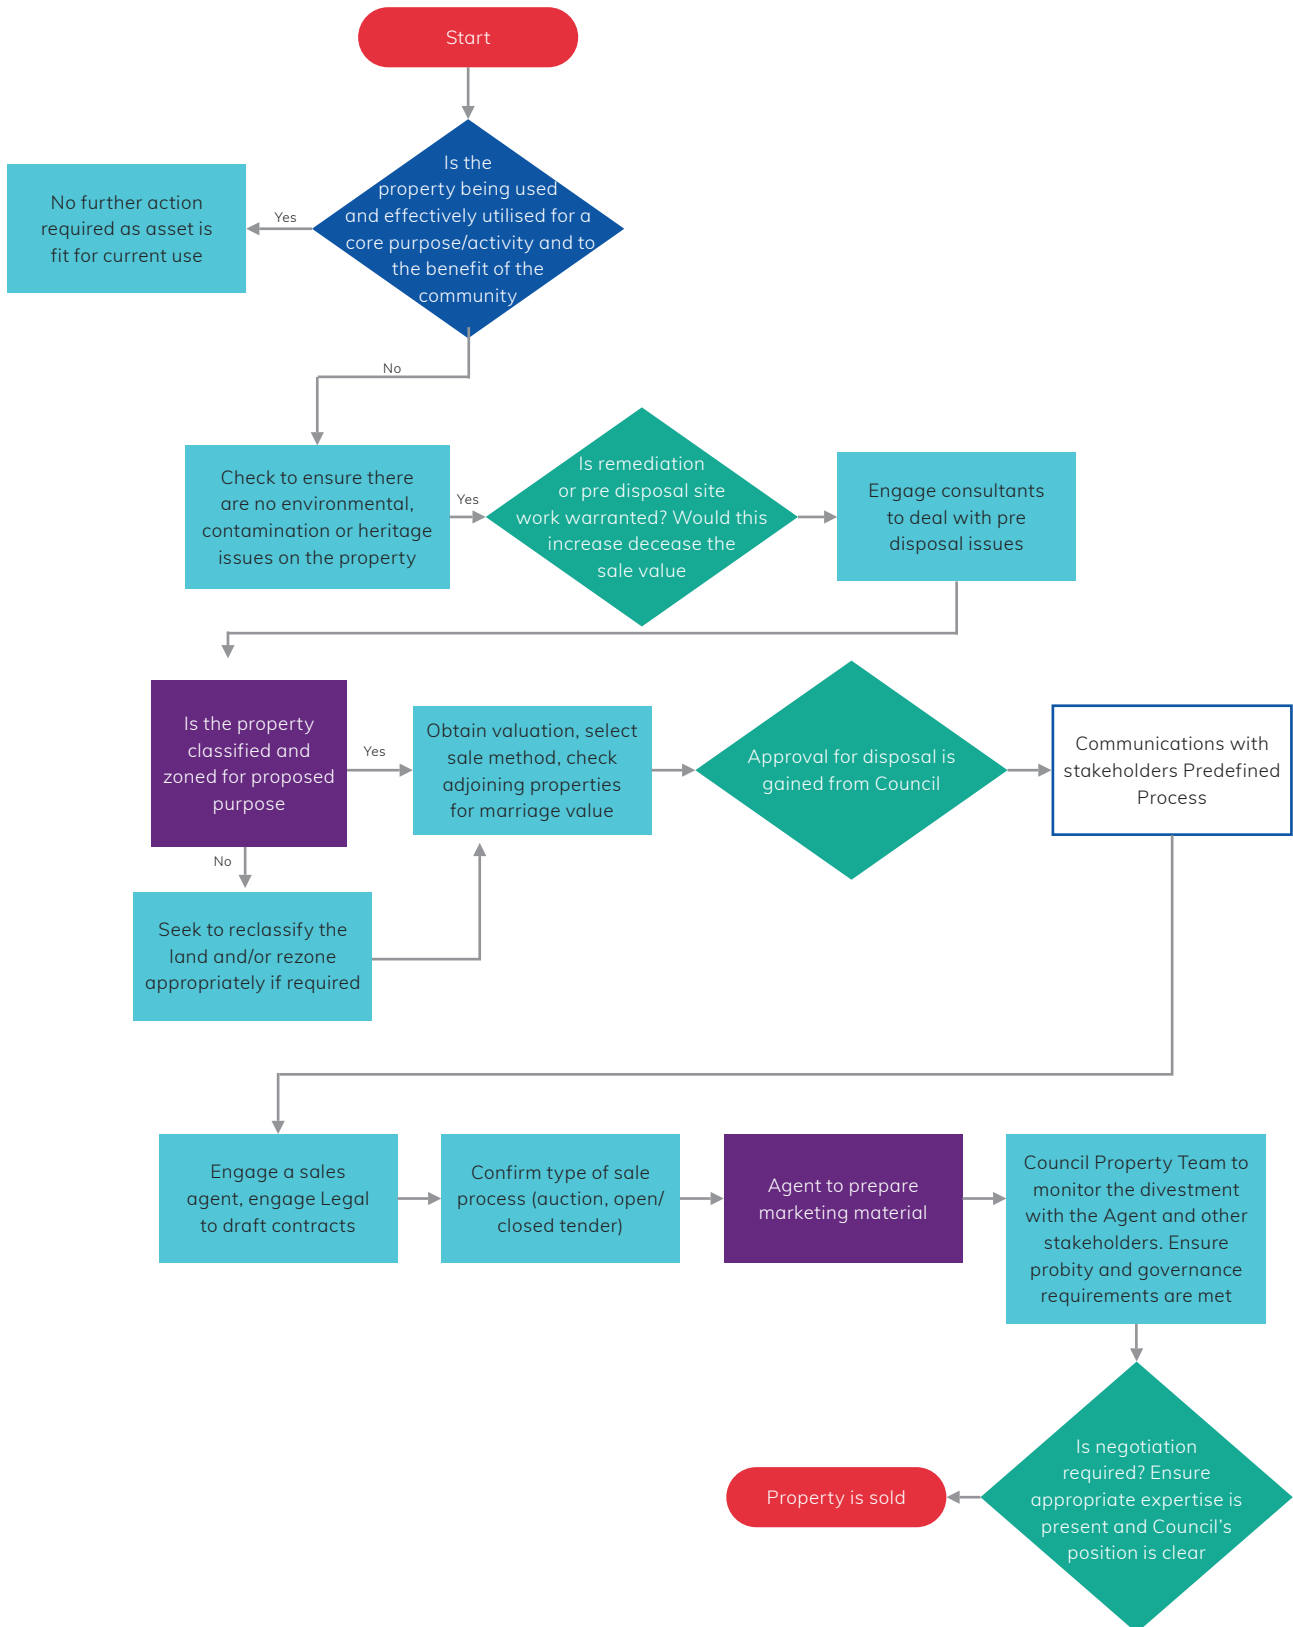 Start
Is the
property being used
and effectively utilised for a
core purpose/activity and to
the benefit of the
community
Yes
No further action
required as asset is
fit for current use
No
Check to ensure there
are no environmental,
contamination or heritage
issues on the property
Yes
Is remediation
or pre disposal site
work warranted? Would this
increase decease the
sale value
Engage consultants
to deal with pre
disposal issues
Is the property
classified and
zoned for proposed
purpose
Yes
Obtain valuation, select
sale method, check
adjoining properties
for marriage value
Approval for disposal is
gained from Council
Communications with
stakeholders Predefined
Process
No
Seek to reclassify the
land and/or rezone
appropriately if required
Engage a sales
agent, engage Legal
to draft contracts
Confirm type of sale
process (auction, open/
closed tender)
Agent to prepare
marketing material
Council Property Team to
monitor the divestment
with the Agent and other
stakeholders. Ensure
probity and governance
requirements are met
Is negotiation
required? Ensure
appropriate expertise is
present and Council's
position is clear
Property is sold